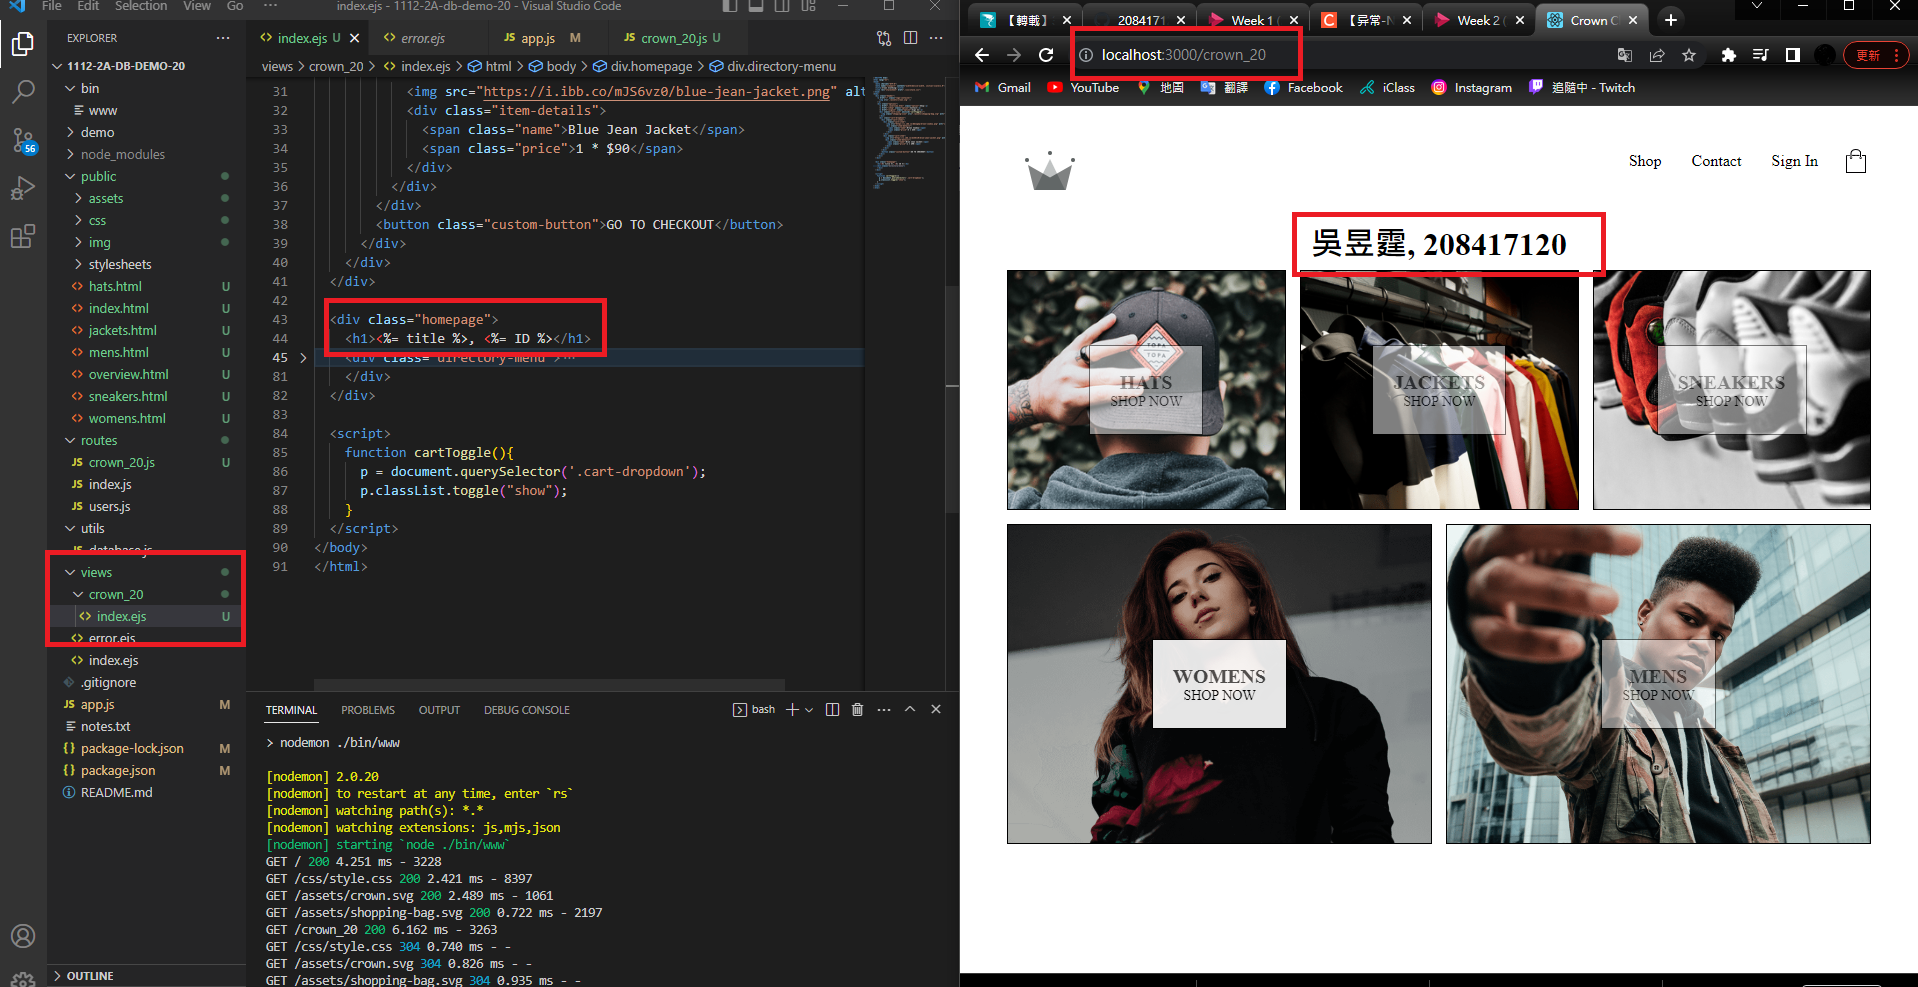 File Edit Selection View Go ··· index.ejs - 1112-2A-db-demo-20 - Visual Studio Code
EXPLORER
1112-2A-DB-DEMO-20
bin
www
demo
node_modules
public
assets
css
img
stylesheets
hats.html U
index.html U
jackets.html U
mens.html U
overview.html U
sneakers.html U
womens.html U
routes
crown_20.js U
index.js
users.js
utils
database.js
views
crown_20
index.ejs U
error.ejs
index.ejs
.gitignore
app.js M
notes.txt
package-lock.json M
package.json M
README.md
OUTLINE
56
index.ejs U error.ejs app.js M crown_20.js U
views > crown_20 > index.ejs > html > body > div.homepage > div.directory-menu
31 <img src="https://i.ibb.co/mJS6vz0/blue-jean-jacket.png" alt
32 <div class="item-details">
33 <span class="name">Blue Jean Jacket</span>
34 <span class="price">1 * $90</span>
35 </div>
36 </div>
37 </div>
38 <button class="custom-button">GO TO CHECKOUT</button>
39 </div>
40 </div>
41 </div>
42
43 <div class="homepage">
44 <h1><%= title %>, <%= ID %></h1>
45 <div class="directory-menu">···
81 </div>
82 </div>
83
84 <script>
85 function cartToggle(){
86 p = document.querySelector('.cart-dropdown');
87 p.classList.toggle("show");
88 }
89 </script>
90 </body>
91 </html>
TERMINAL PROBLEMS OUTPUT DEBUG CONSOLE bash
> nodemon ./bin/www
[nodemon] 2.0.20
[nodemon] to restart at any time, enter `rs`
[nodemon] watching path(s): *.*
[nodemon] watching extensions: js,mjs,json
[nodemon] starting `node ./bin/www`
GET / 200 4.251 ms - 3228
GET /css/style.css 200 2.421 ms - 8397
GET /assets/crown.svg 200 2.489 ms - 1061
GET /assets/shopping-bag.svg 200 0.722 ms - 2197
GET /crown_20 200 6.162 ms - 3263
GET /css/style.css 304 0.740 ms - -
GET /assets/crown.svg 304 0.826 ms - -
GET /assets/shopping-bag.svg 304 0.935 ms - -
【轉載】 2084171 Week 1 ( 【异常-N Week 2 ( Crown C
localhost:3000/crown_20 更新
Gmail YouTube 地圖 翻譯 Facebook iClass Instagram 追隨中 - Twitch
Shop Contact Sign In
吳昱霆, 208417120
TOPA
TOPA
HATS
SHOP NOW
JACKETS
SHOP NOW
SNEAKERS
SHOP NOW
WOMENS
SHOP NOW
MENS
SHOP NOW